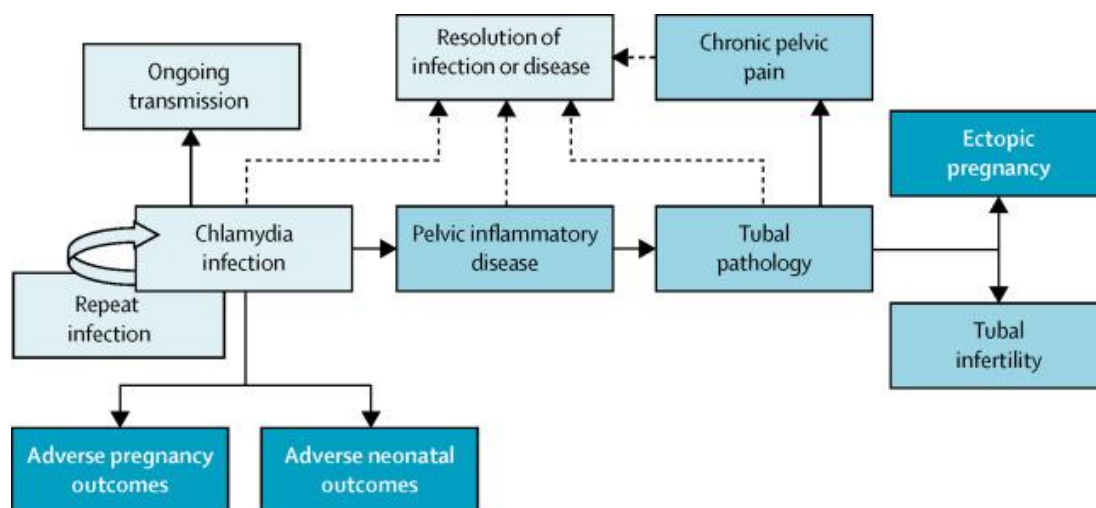 Resolution of
infection or disease
Chronic pelvic
pain
Ongoing
transmission
Ectopic
pregnancy
Chlamydia
infection
Pelvic inflammatory
disease
Tubal
pathology
Repeat
infection
Tubal
infertility
Adverse pregnancy
outcomes
Adverse neonatal
outcomes